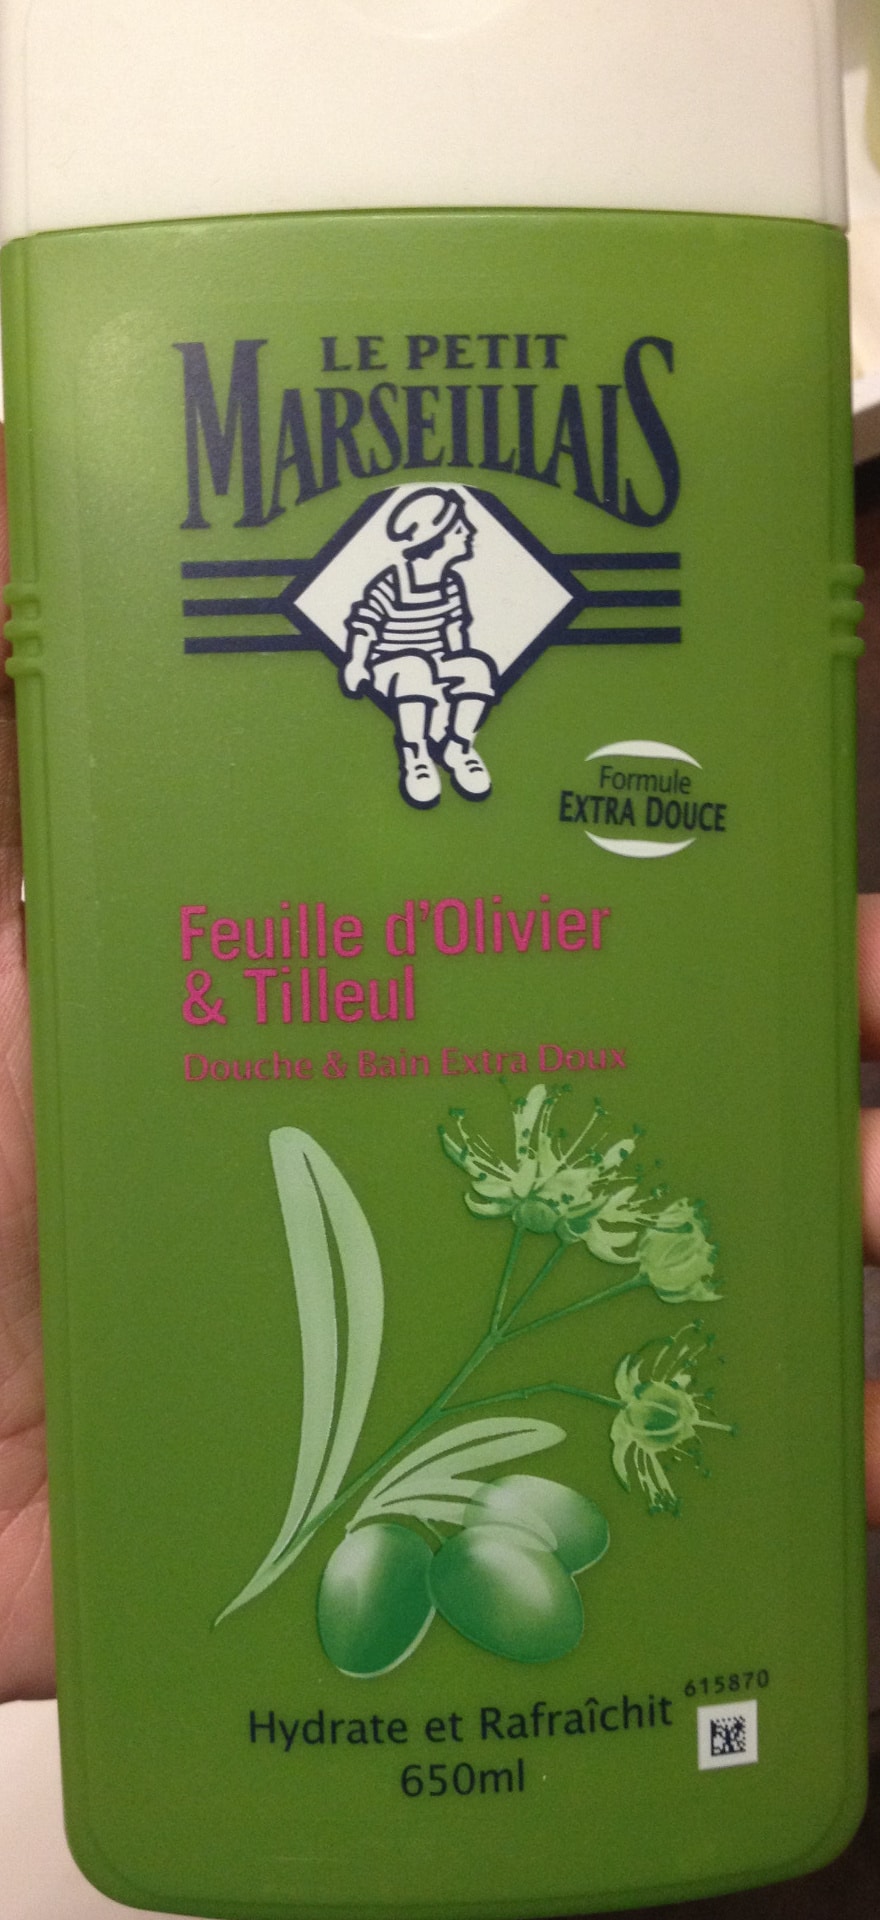 LE PETIT
MARSEILLAIS
Formule
EXTRA DOUCE
Feuille d'Olivier
& Tilleul
Douche & Bain Extra Doux
Hydrate et Rafraîchit
615870
650ml